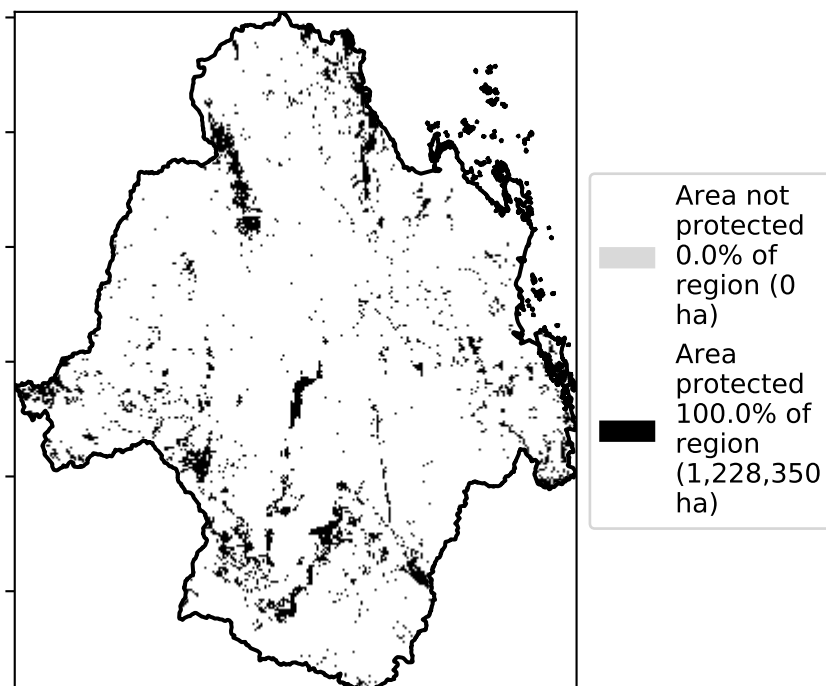 Area not
protected
0.0% of
region (0
ha)
Area
protected
100.0% of
region
(1,228,350
ha)